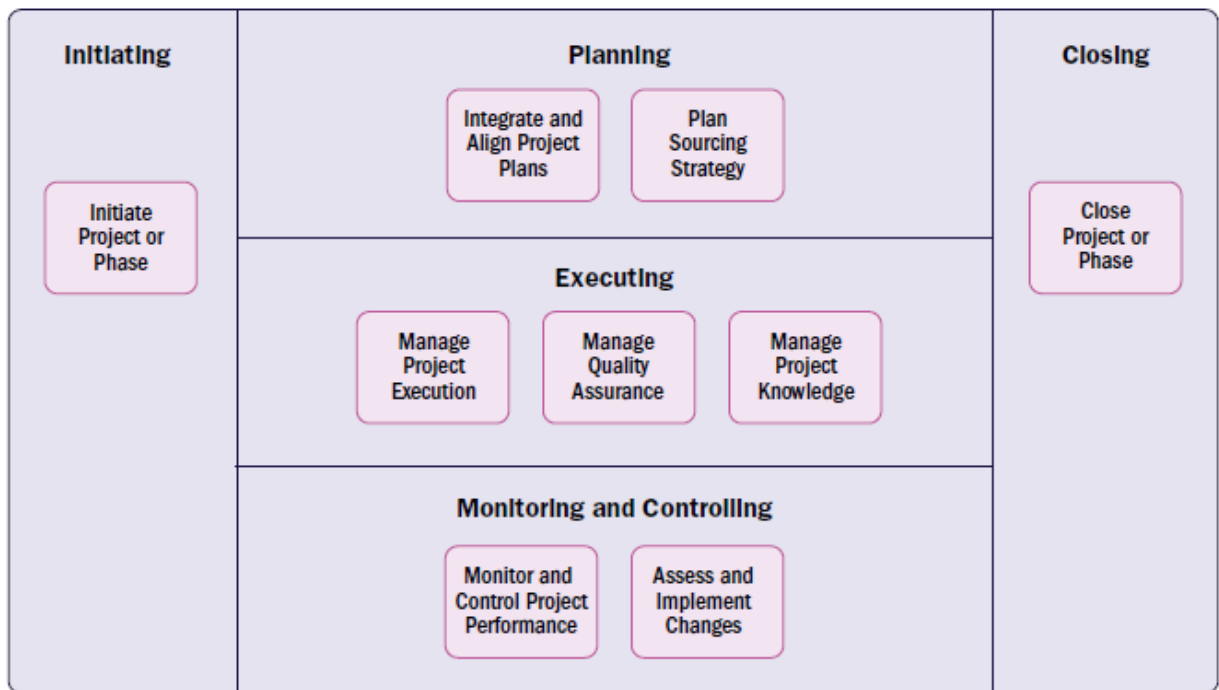 Initiating
Initiate
Project or
Phase
Planning
Integrate and
Align Project
Plans
Plan
Sourcing
Strategy
Executing
Manage
Project
Execution
Manage
Quality
Assurance
Manage
Project
Knowledge
Monitoring and Controlling
Monitor and
Control Project
Performance
Assess and
Implement
Changes
Closing
Close
Project or
Phase